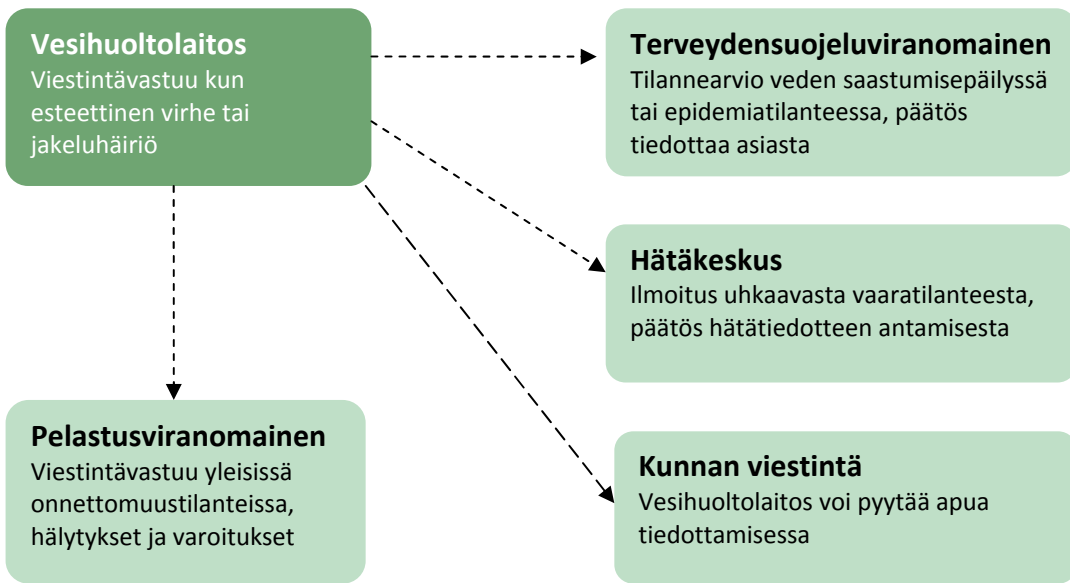 Vesihuoltolaitos
Viestintävastuu kun
esteettinen virhe tai
jakeluhäiriö
Terveydensuojeluviranomainen
Tilannearvio veden saastumisepäilyssä
tai epidemiatilanteessa, päätös
tiedottaa asiasta
Hätäkeskus
Ilmoitus uhkaavasta vaaratilanteesta,
päätös hätätiedotteen antamisesta
Pelastusviranomainen
Viestintävastuu yleisissä
onnettomuustilanteissa,
hälytykset ja varoitukset
Kunnan viestintä
Vesihuoltolaitos voi pyytää apua
tiedottamisessa